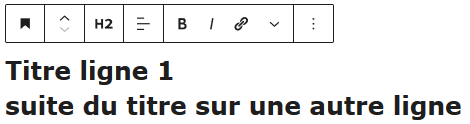 H2 B I
Titre ligne 1
suite du titre sur une autre ligne